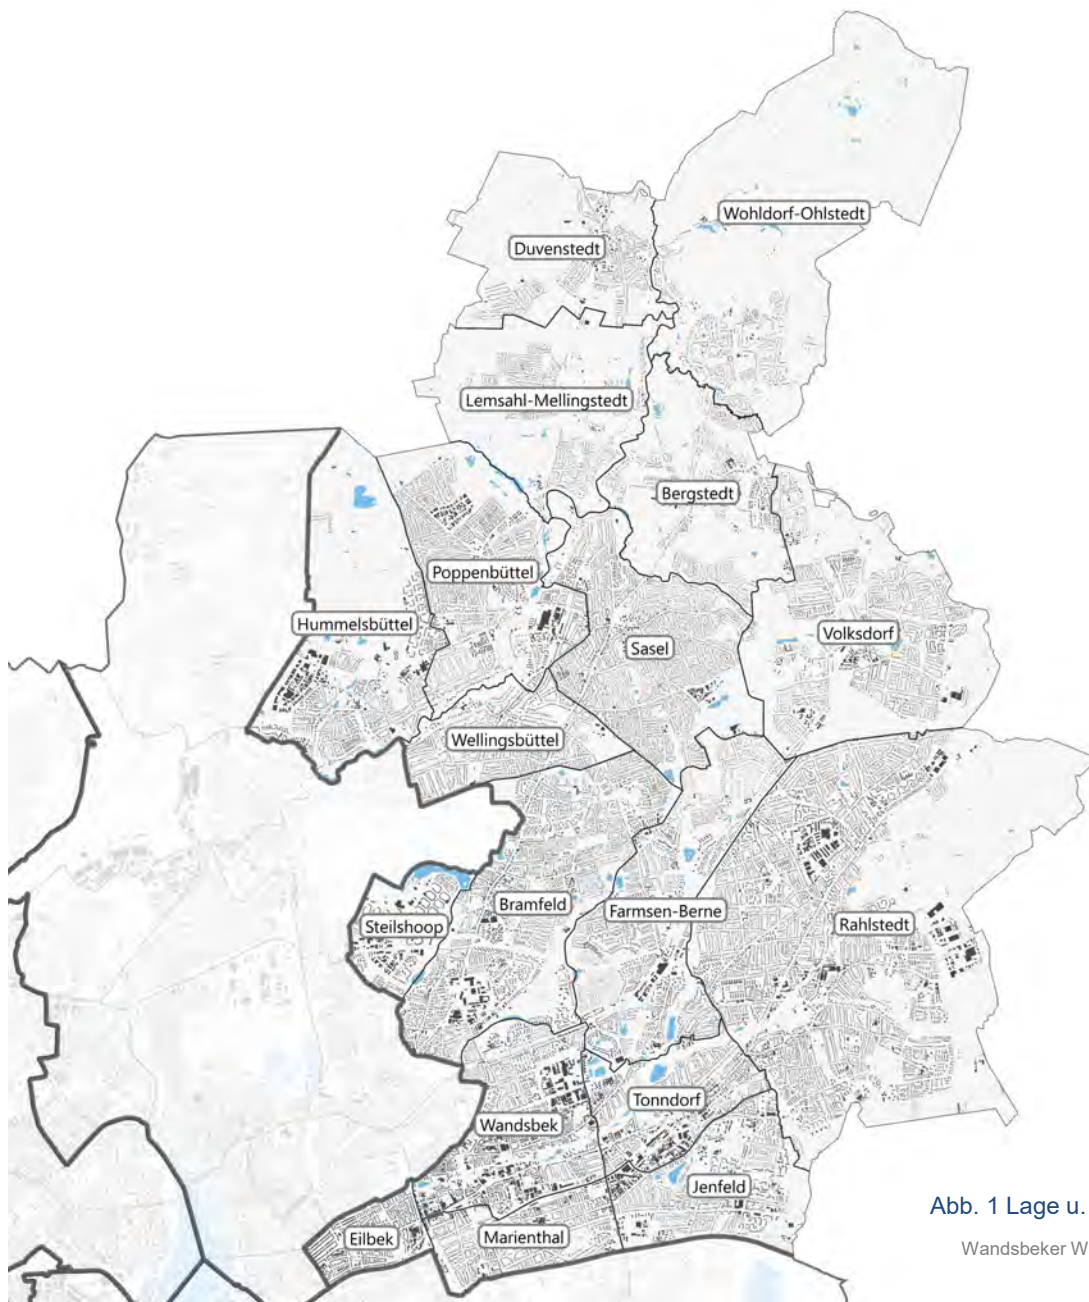 Wohldorf-Ohlstedt
Duvenstedt
Lemsahl-Mellingstedt
Bergstedt
Poppenbüttel
Hummelsbüttel
Volksdorf
Sasel
Wellingsbüttel
Bramfeld
Farmsen-Berne
Steilshoop
Rahlstedt
Tonndorf
Wandsbek
Jenfeld
Eilbek
Marienthal
Abb. 1 Lage u.
Wandsbeker W